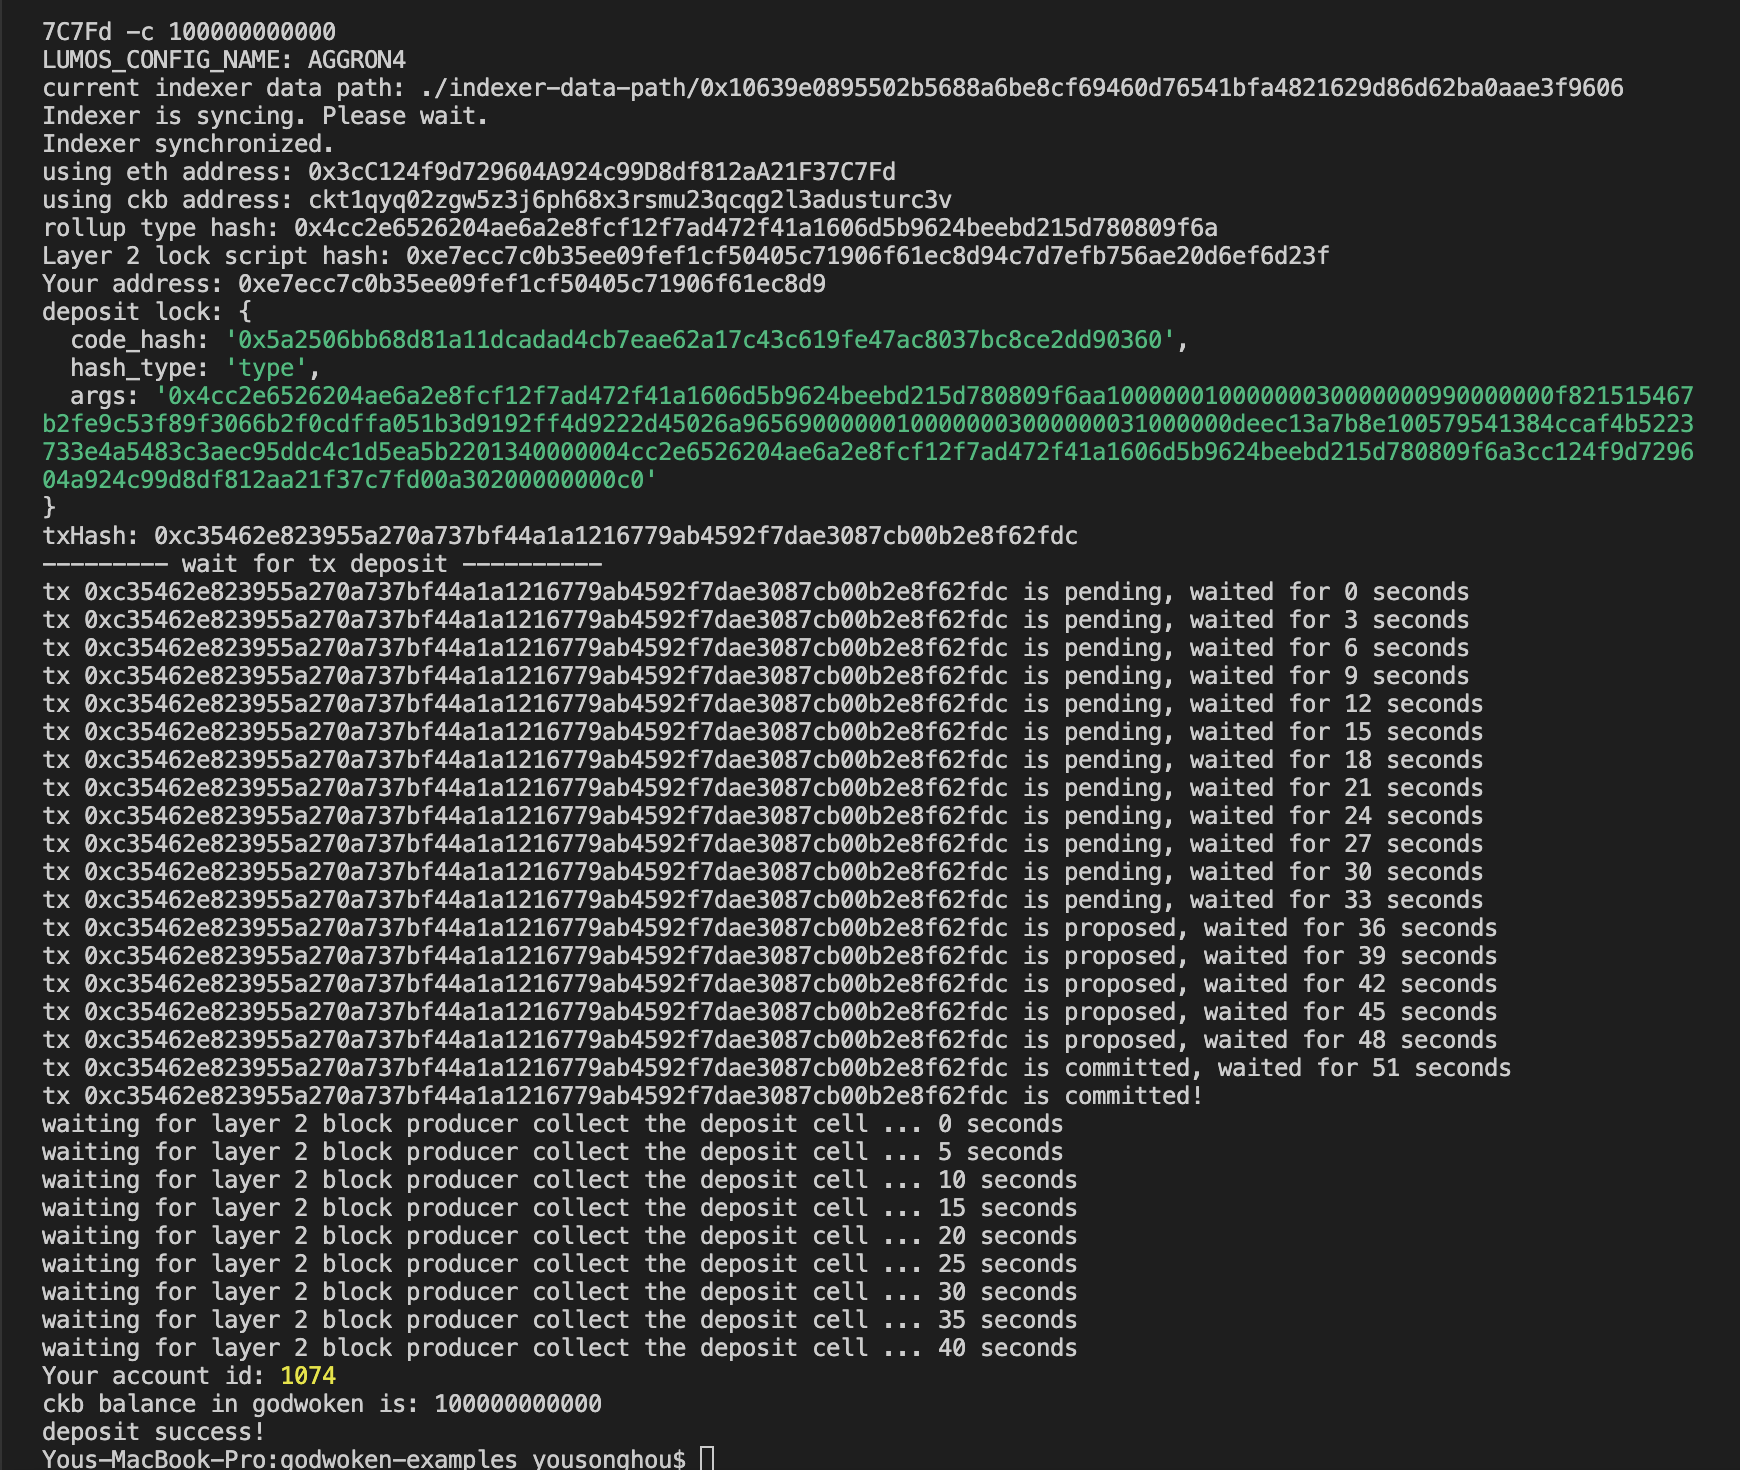 7C7Fd -c 100000000000
LUMOS_CONFIG_NAME: AGGRON4
current indexer data path: ./indexer-data-path/0x10639e0895502b5688a6be8cf69460d76541bfa4821629d86d62ba0aae3f9606
Indexer is syncing. Please wait.
Indexer synchronized.
using eth address: 0x3cC124f9d729604A924c99D8df812aA21F37C7Fd
using ckb address: ckt1qyq02zgw5z3j6ph68x3rsmu23qcqg2l3adusturc3v
rollup type hash: 0x4cc2e6526204ae6a2e8fcf12f7ad472f41a1606d5b9624beebd215d780809f6a
Layer 2 lock script hash: 0xe7ecc7c0b35ee09fef1cf50405c71906f61ec8d94c7d7efb756ae20d6ef6d23f
Your address: 0xe7ecc7c0b35ee09fef1cf50405c71906f61ec8d9
deposit lock: {
  code_hash: '0x5a2506bb68d81a11dcadad4cb7eae62a17c43c619fe47ac8037bc8ce2dd90360',
  hash_type: 'type',
  args: '0x4cc2e6526204ae6a2e8fcf12f7ad472f41a1606d5b9624beebd215d780809f6aa10000001000000030000000990000000f821515467
b2fe9c53f89f3066b2f0cdffa051b3d9192ff4d9222d45026a96569000000100000003000000031000000deec13a7b8e100579541384ccaf4b5223
733e4a5483c3aec95ddc4c1d5ea5b2201340000004cc2e6526204ae6a2e8fcf12f7ad472f41a1606d5b9624beebd215d780809f6a3cc124f9d7296
04a924c99d8df812aa21f37c7fd00a30200000000c0'
}
txHash: 0xc35462e823955a270a737bf44a1a1216779ab4592f7dae3087cb00b2e8f62fdc
--------- wait for tx deposit ----------
tx 0xc35462e823955a270a737bf44a1a1216779ab4592f7dae3087cb00b2e8f62fdc is pending, waited for 0 seconds
tx 0xc35462e823955a270a737bf44a1a1216779ab4592f7dae3087cb00b2e8f62fdc is pending, waited for 3 seconds
tx 0xc35462e823955a270a737bf44a1a1216779ab4592f7dae3087cb00b2e8f62fdc is pending, waited for 6 seconds
tx 0xc35462e823955a270a737bf44a1a1216779ab4592f7dae3087cb00b2e8f62fdc is pending, waited for 9 seconds
tx 0xc35462e823955a270a737bf44a1a1216779ab4592f7dae3087cb00b2e8f62fdc is pending, waited for 12 seconds
tx 0xc35462e823955a270a737bf44a1a1216779ab4592f7dae3087cb00b2e8f62fdc is pending, waited for 15 seconds
tx 0xc35462e823955a270a737bf44a1a1216779ab4592f7dae3087cb00b2e8f62fdc is pending, waited for 18 seconds
tx 0xc35462e823955a270a737bf44a1a1216779ab4592f7dae3087cb00b2e8f62fdc is pending, waited for 21 seconds
tx 0xc35462e823955a270a737bf44a1a1216779ab4592f7dae3087cb00b2e8f62fdc is pending, waited for 24 seconds
tx 0xc35462e823955a270a737bf44a1a1216779ab4592f7dae3087cb00b2e8f62fdc is pending, waited for 27 seconds
tx 0xc35462e823955a270a737bf44a1a1216779ab4592f7dae3087cb00b2e8f62fdc is pending, waited for 30 seconds
tx 0xc35462e823955a270a737bf44a1a1216779ab4592f7dae3087cb00b2e8f62fdc is pending, waited for 33 seconds
tx 0xc35462e823955a270a737bf44a1a1216779ab4592f7dae3087cb00b2e8f62fdc is proposed, waited for 36 seconds
tx 0xc35462e823955a270a737bf44a1a1216779ab4592f7dae3087cb00b2e8f62fdc is proposed, waited for 39 seconds
tx 0xc35462e823955a270a737bf44a1a1216779ab4592f7dae3087cb00b2e8f62fdc is proposed, waited for 42 seconds
tx 0xc35462e823955a270a737bf44a1a1216779ab4592f7dae3087cb00b2e8f62fdc is proposed, waited for 45 seconds
tx 0xc35462e823955a270a737bf44a1a1216779ab4592f7dae3087cb00b2e8f62fdc is proposed, waited for 48 seconds
tx 0xc35462e823955a270a737bf44a1a1216779ab4592f7dae3087cb00b2e8f62fdc is committed, waited for 51 seconds
tx 0xc35462e823955a270a737bf44a1a1216779ab4592f7dae3087cb00b2e8f62fdc is committed!
waiting for layer 2 block producer collect the deposit cell ... 0 seconds
waiting for layer 2 block producer collect the deposit cell ... 5 seconds
waiting for layer 2 block producer collect the deposit cell ... 10 seconds
waiting for layer 2 block producer collect the deposit cell ... 15 seconds
waiting for layer 2 block producer collect the deposit cell ... 20 seconds
waiting for layer 2 block producer collect the deposit cell ... 25 seconds
waiting for layer 2 block producer collect the deposit cell ... 30 seconds
waiting for layer 2 block producer collect the deposit cell ... 35 seconds
waiting for layer 2 block producer collect the deposit cell ... 40 seconds
Your account id: 1074
ckb balance in godwoken is: 100000000000
deposit success!
Yous-MacBook-Pro:godwoken-examples yousonghou$